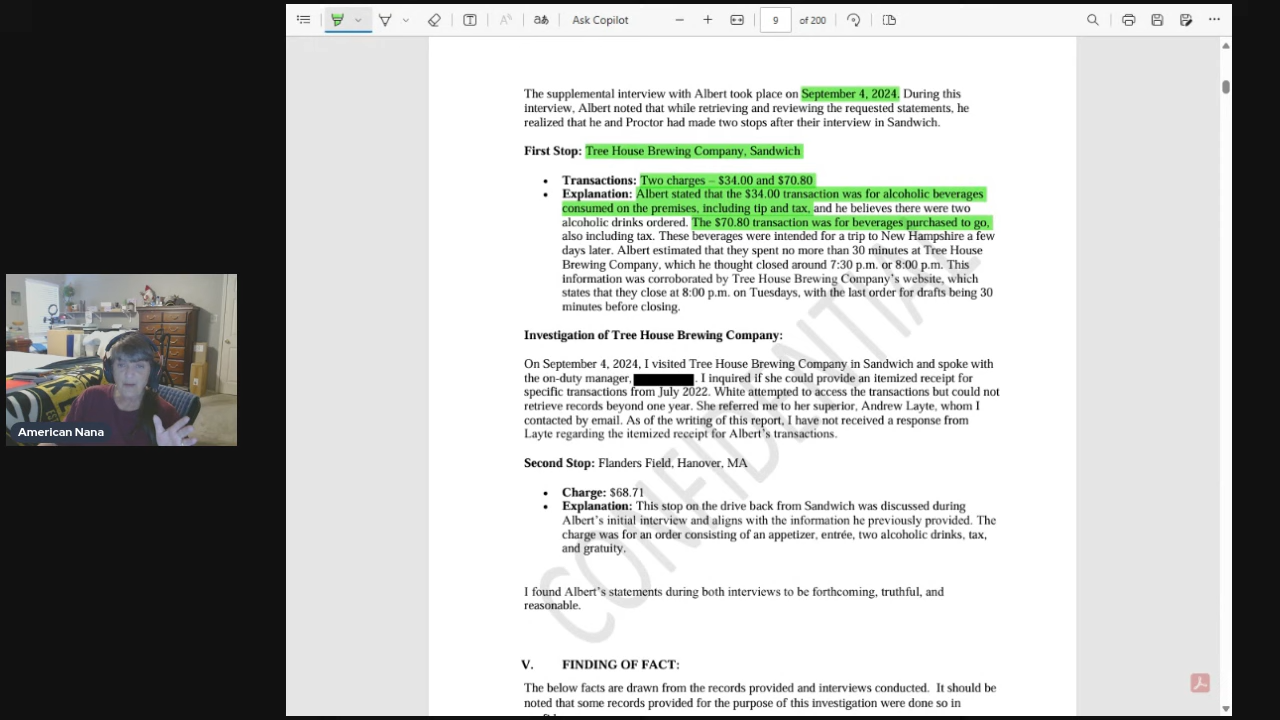 Ask Copilot
9
of 200
The supplemental interview with Albert took place on September 4, 2024. During this
interview, Albert noted that while retrieving and reviewing the requested statements, he
realized that he and Proctor had made two stops after their interview in Sandwich.
First Stop: Tree House Brewing Company, Sandwich
• Transactions: Two charges – $34.00 and $70.80
• Explanation: Albert stated that the $34.00 transaction was for alcoholic beverages
consumed on the premises, including tip and tax, and he believes there were two
alcoholic drinks ordered. The $70.80 transaction was for beverages purchased to go,
also including tax. These beverages were intended for a trip to New Hampshire a few
days later. Albert estimated that they spent no more than 30 minutes at Tree House
Brewing Company, which he thought closed around 7:30 p.m. or 8:00 p.m. This
information was corroborated by Tree House Brewing Company's website, which
states that they close at 8:00 p.m. on Tuesdays, with the last order for drafts being 30
minutes before closing.
Investigation of Tree House Brewing Company:
On September 4, 2024, I visited Tree House Brewing Company in Sandwich and spoke with
the on-duty manager, . I inquired if she could provide an itemized receipt for
specific transactions from July 2022. White attempted to access the transactions but could not
retrieve records beyond one year. She referred me to her superior, Andrew Layte, whom I
contacted by email. As of the writing of this report, I have not received a response from
Layte regarding the itemized receipt for Albert's transactions.
Second Stop: Flanders Field, Hanover, MA
• Charge: $68.71
• Explanation: This stop on the drive back from Sandwich was discussed during
Albert's initial interview and aligns with the information he previously provided. The
charge was for an order consisting of an appetizer, entrée, two alcoholic drinks, tax,
and gratuity.
I found Albert's statements during both interviews to be forthcoming, truthful, and
reasonable.
V. FINDING OF FACT:
The below facts are drawn from the records provided and interviews conducted. It should be
noted that some records provided for the purpose of this investigation were done so in
CONFIDENTIAL
American Nana